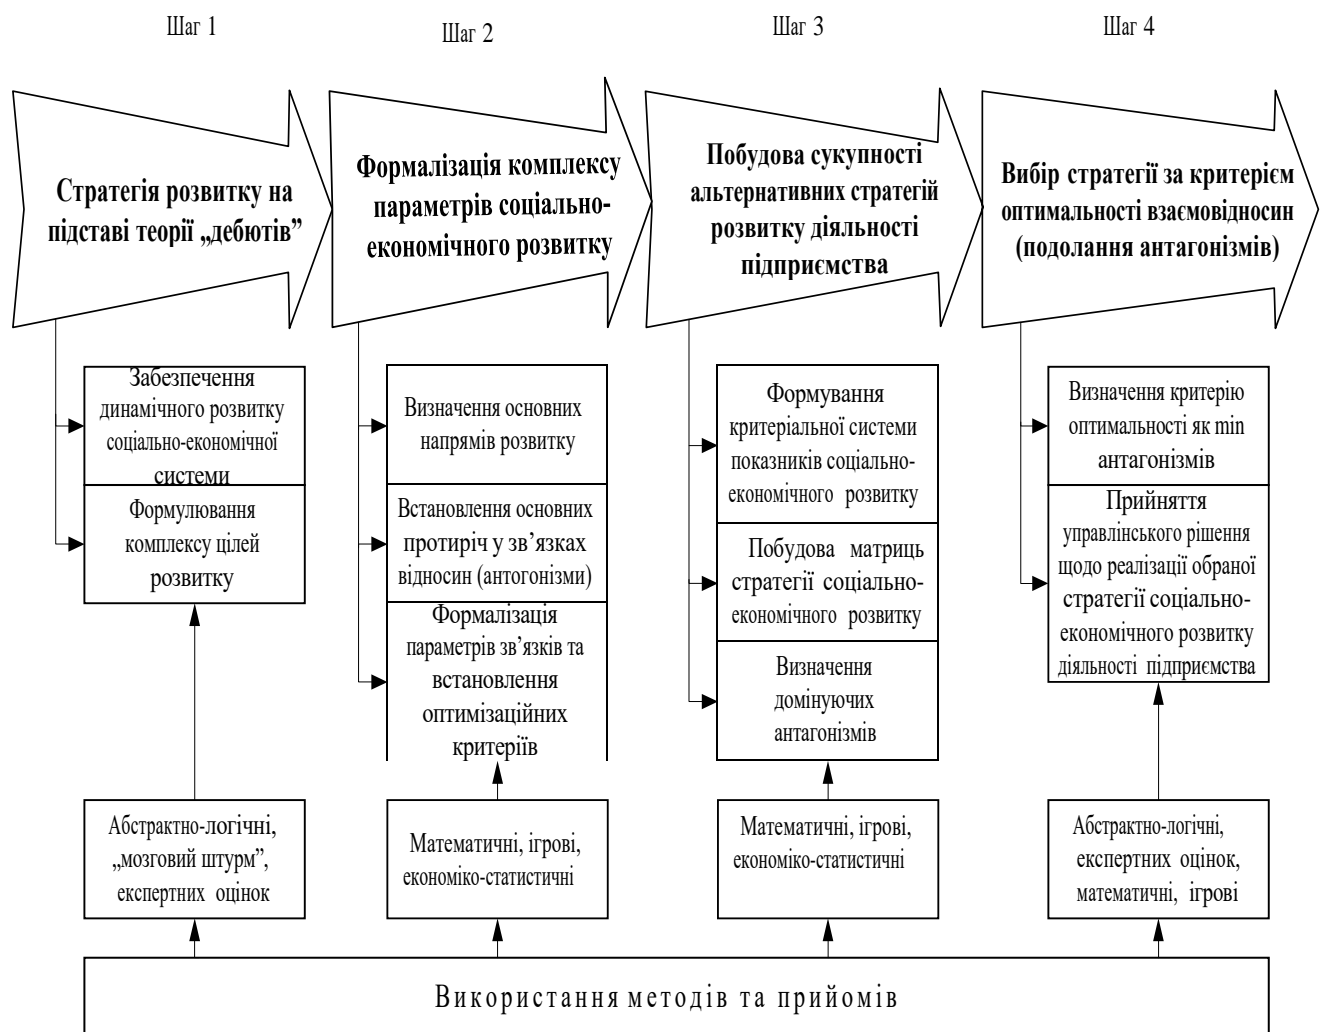 Шаг 1
Шаг 2
Шаг 3
Шаг 4
Стратегія розвитку на
підставі теорії „дебютів”
Формалізація комплексу
параметрів соціально-
економічного розвитку
Побудова сукупності
альтернативних стратегій
розвитку діяльності
підприємства
Вибір стратегії за критерієм
оптимальності взаємовідносин
(подолання антагонізмів)
Забезпечення
динамічного розвитку
соціально-економічної
системи
Формулювання
комплексу цілей
розвитку
Визначення основних
напрямів розвитку
Встановлення основних
протиріч у зв’язках
відносин (антогонізми)
Формалізація
параметрів зв’язків та
встановлення
оптимізаційних
критеріїв
Формування
критеріальної системи
показників соціально-
економічного розвитку
Побудова матриць
стратегії соціально-
економічного розвитку
Визначення
домінуючих
антагонізмів
Визначення критерію
оптимальності як min
антагонізмів
Прийняття
управлінського рішення
щодо реалізації обраної
стратегії соціально-
економічного розвитку
діяльності підприємства
Абстрактно-логічні,
„мозговий штурм”,
експертних оцінок
Математичні, ігрові,
економіко-статистичні
Математичні, ігрові,
економіко-статистичні
Абстрактно-логічні,
експертних оцінок,
математичні, ігрові
Використання методів та прийомів